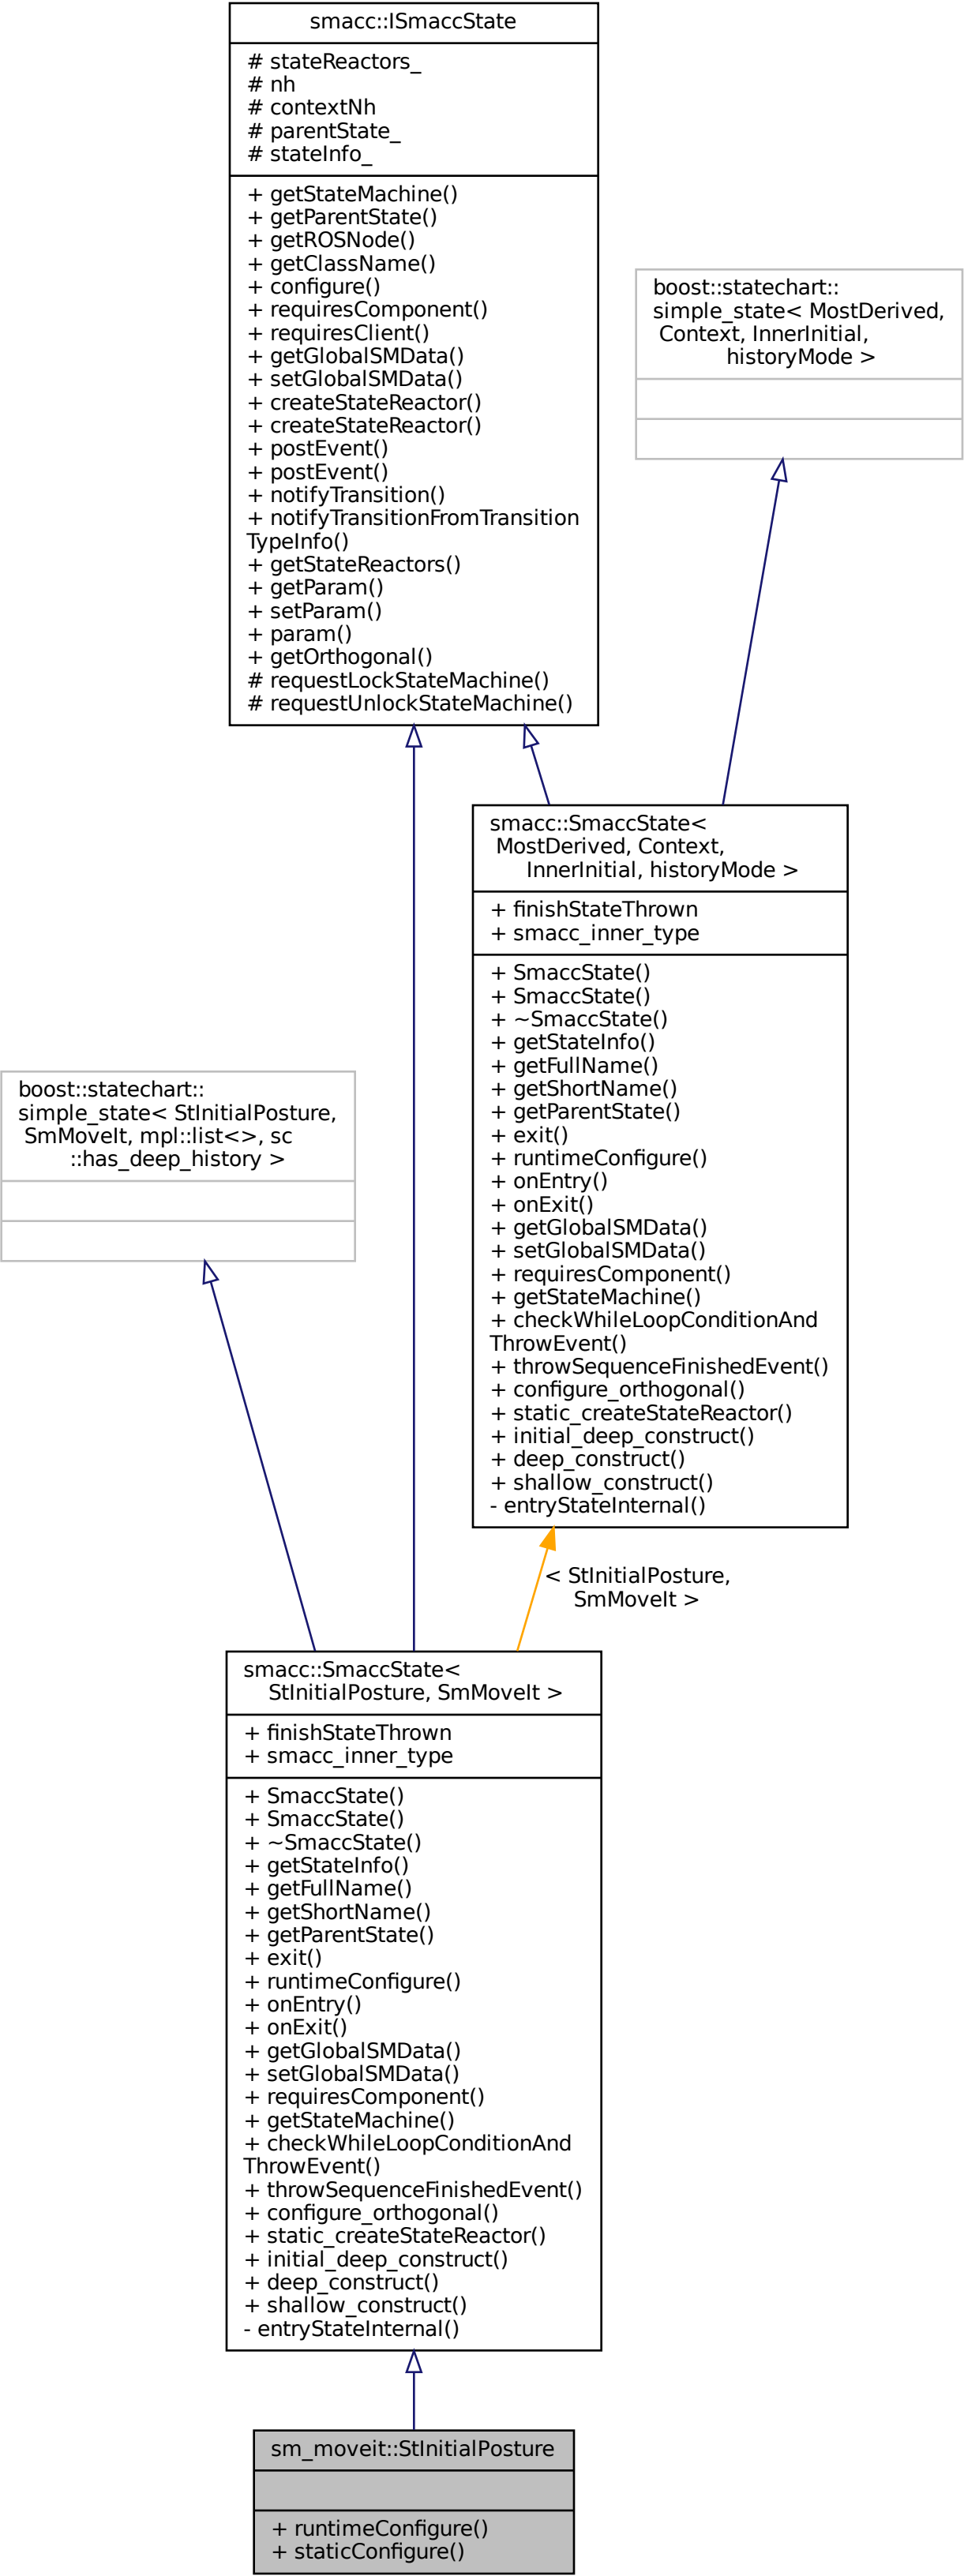 smacc::ISmaccState
# stateReactors_
# nh
# contextNh
# parentState_
# stateInfo_
+ getStateMachine()
+ getParentState()
+ getROSNode()
+ getClassName()
+ configure()
+ requiresComponent()
+ requiresClient()
+ getGlobalSMData()
+ setGlobalSMData()
+ createStateReactor()
+ createStateReactor()
+ postEvent()
+ postEvent()
+ notifyTransition()
+ notifyTransitionFromTransition
TypeInfo()
+ getStateReactors()
+ getParam()
+ setParam()
+ param()
+ getOrthogonal()
# requestLockStateMachine()
# requestUnlockStateMachine()
boost::statechart::
simple_state< MostDerived,
Context, InnerInitial,
historyMode >
smacc::SmaccState<
MostDerived, Context,
InnerInitial, historyMode >
+ finishStateThrown
+ smacc_inner_type
+ SmaccState()
+ SmaccState()
+ ~SmaccState()
+ getStateInfo()
+ getFullName()
+ getShortName()
+ getParentState()
+ exit()
+ runtimeConfigure()
+ onEntry()
+ onExit()
+ getGlobalSMData()
+ setGlobalSMData()
+ requiresComponent()
+ getStateMachine()
+ checkWhileLoopConditionAnd
ThrowEvent()
+ throwSequenceFinishedEvent()
+ configure_orthogonal()
+ static_createStateReactor()
+ initial_deep_construct()
+ deep_construct()
+ shallow_construct()
- entryStateInternal()
boost::statechart::
simple_state< StInitialPosture,
SmMoveIt, mpl::list<>, sc
::has_deep_history >
< StInitialPosture,
SmMoveIt >
smacc::SmaccState<
StInitialPosture, SmMoveIt >
+ finishStateThrown
+ smacc_inner_type
+ SmaccState()
+ SmaccState()
+ ~SmaccState()
+ getStateInfo()
+ getFullName()
+ getShortName()
+ getParentState()
+ exit()
+ runtimeConfigure()
+ onEntry()
+ onExit()
+ getGlobalSMData()
+ setGlobalSMData()
+ requiresComponent()
+ getStateMachine()
+ checkWhileLoopConditionAnd
ThrowEvent()
+ throwSequenceFinishedEvent()
+ configure_orthogonal()
+ static_createStateReactor()
+ initial_deep_construct()
+ deep_construct()
+ shallow_construct()
- entryStateInternal()
sm_moveit::StInitialPosture
+ runtimeConfigure()
+ staticConfigure()